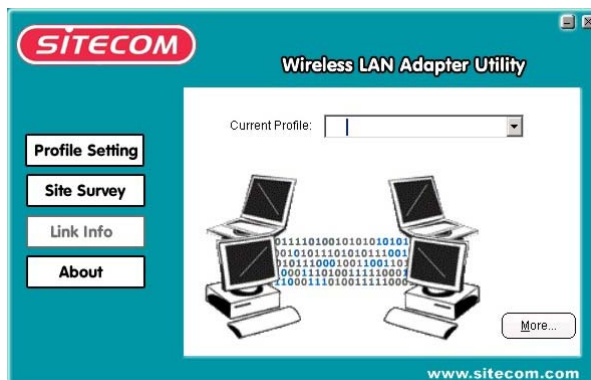 SITECOM
Wireless LAN Adapter Utility
Current Profile:
Profile Setting
Site Survey
Link Info
About
More...
www.sitecom.com